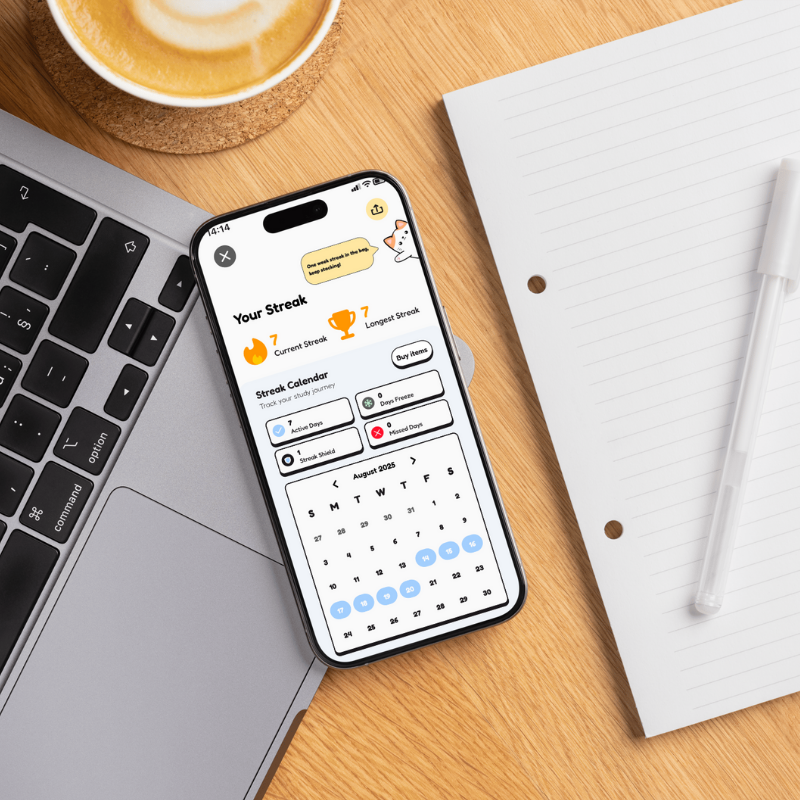 14:14
One week streak in the bag,
keep stacking!
Your Streak
7
Current Streak
7
Longest Streak
Buy items
Streak Calendar
Track your study journey
7
Active Days
0
Days Freeze
1
Streak Shield
0
Missed Days
August 2025
S M T W T F S
27 28 29 30 31 1 2
3 4 5 6 7 8 9
10 11 12 13 14 15 16
17 18 19 20 21 22 23
24 25 26 27 28 29 30
option
command